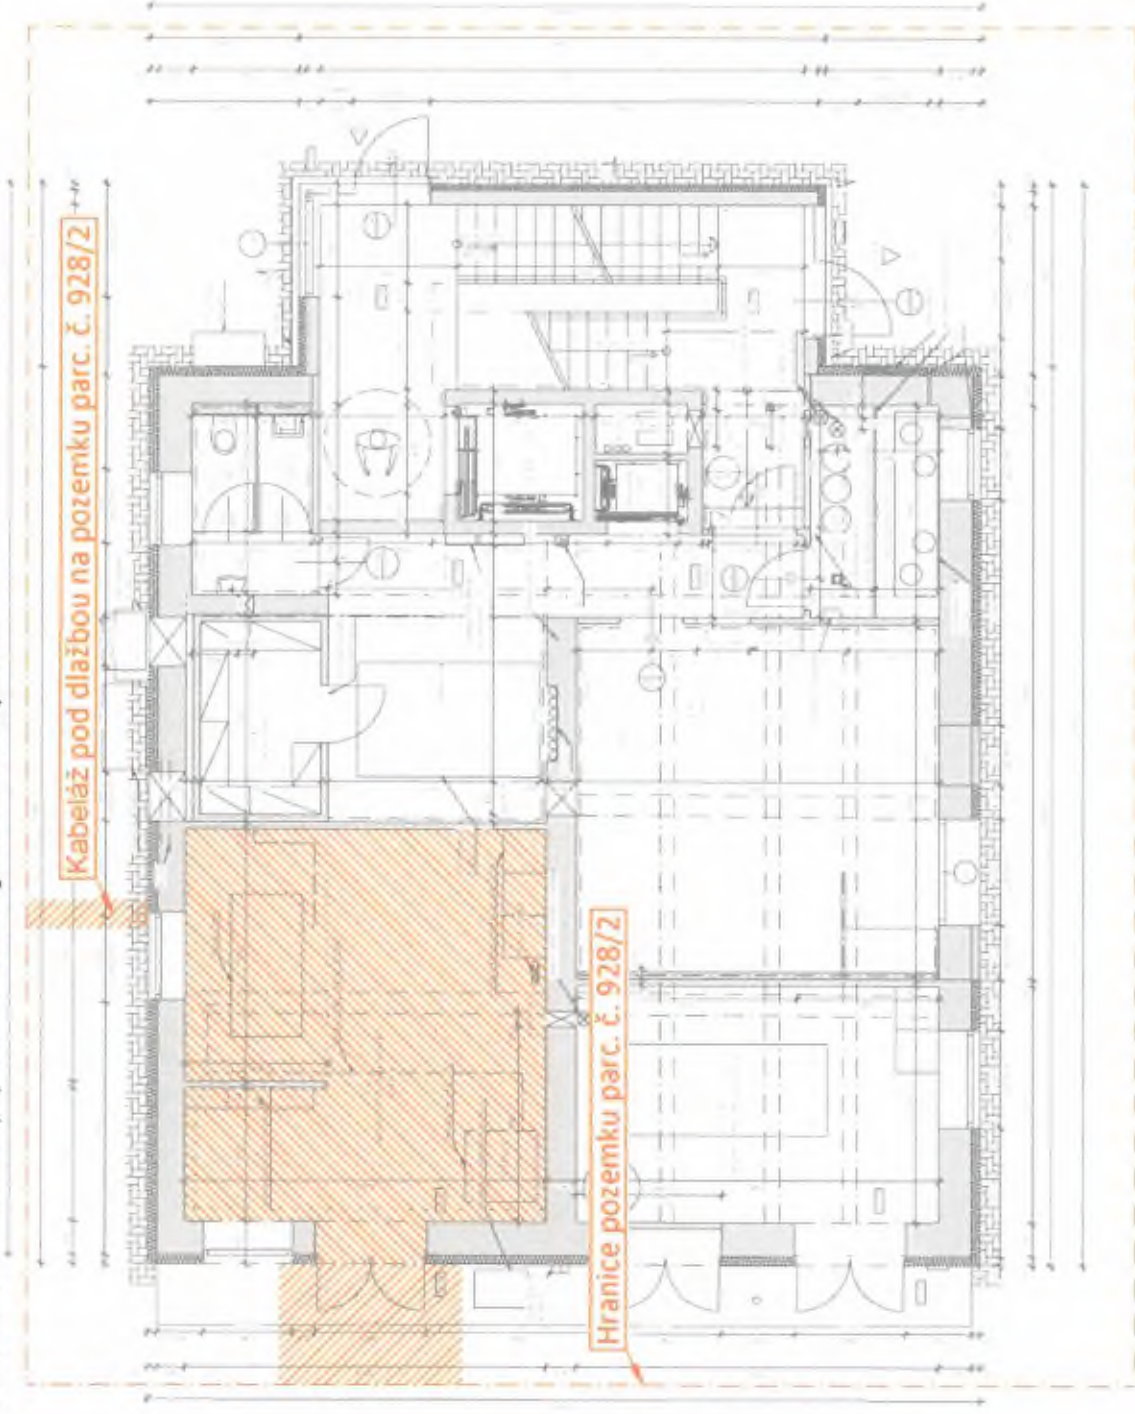 Kabeláž pod dlažbou na pozemku parc. č. 928/2
Hranice pozemku parc. č. 928/2